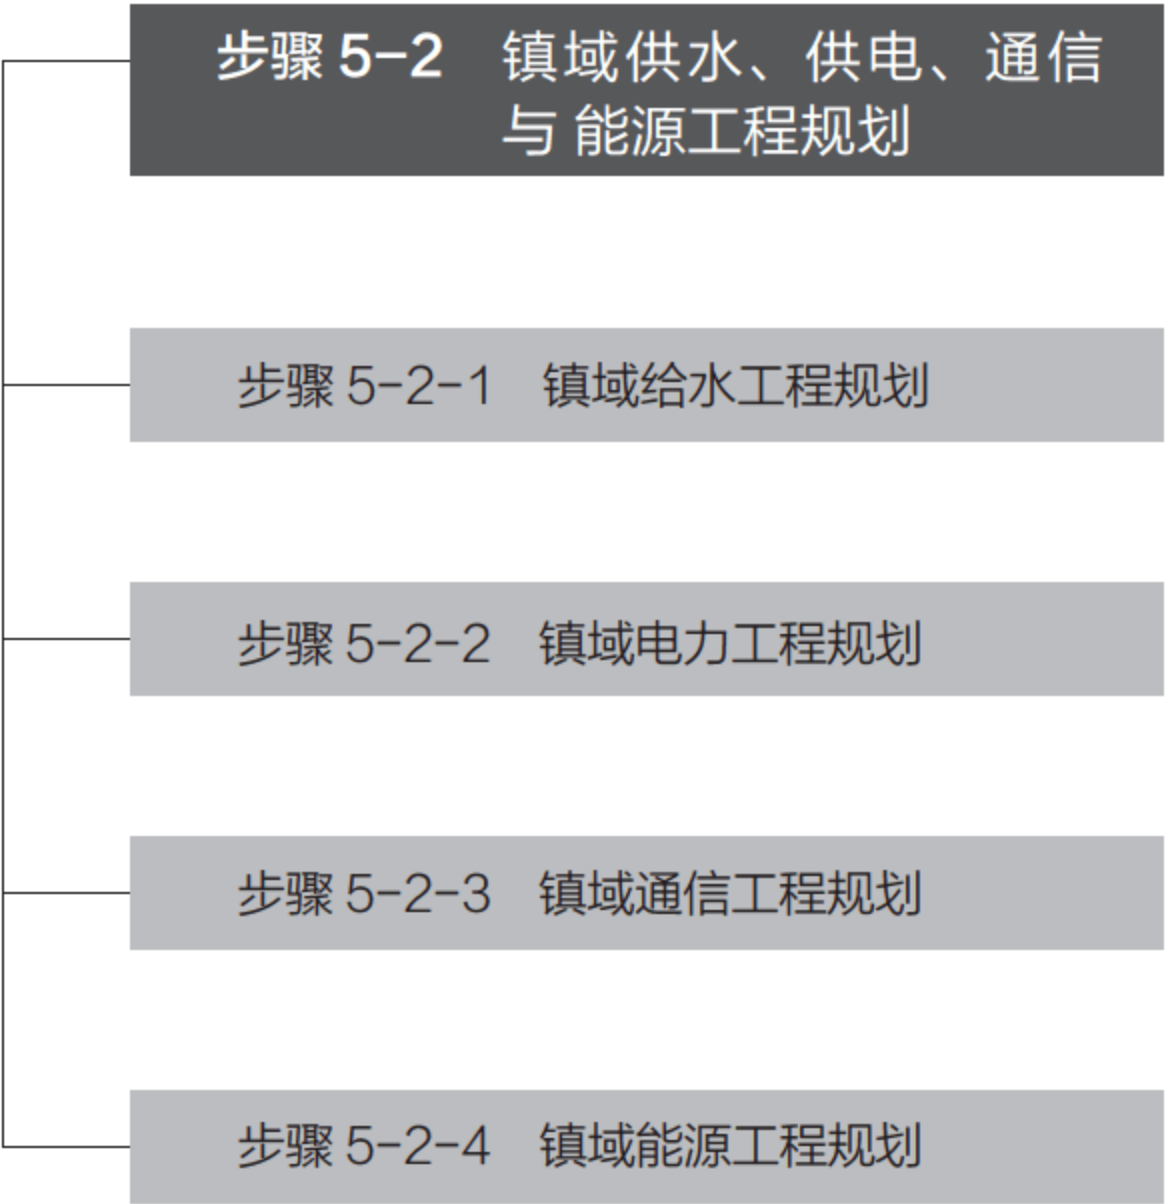 步骤 5-2 镇域供水、供电、通信
与 能源工程规划
步骤 5-2-1 镇域给水工程规划
步骤 5-2-2 镇域电力工程规划
步骤 5-2-3 镇域通信工程规划
步骤 5-2-4 镇域能源工程规划